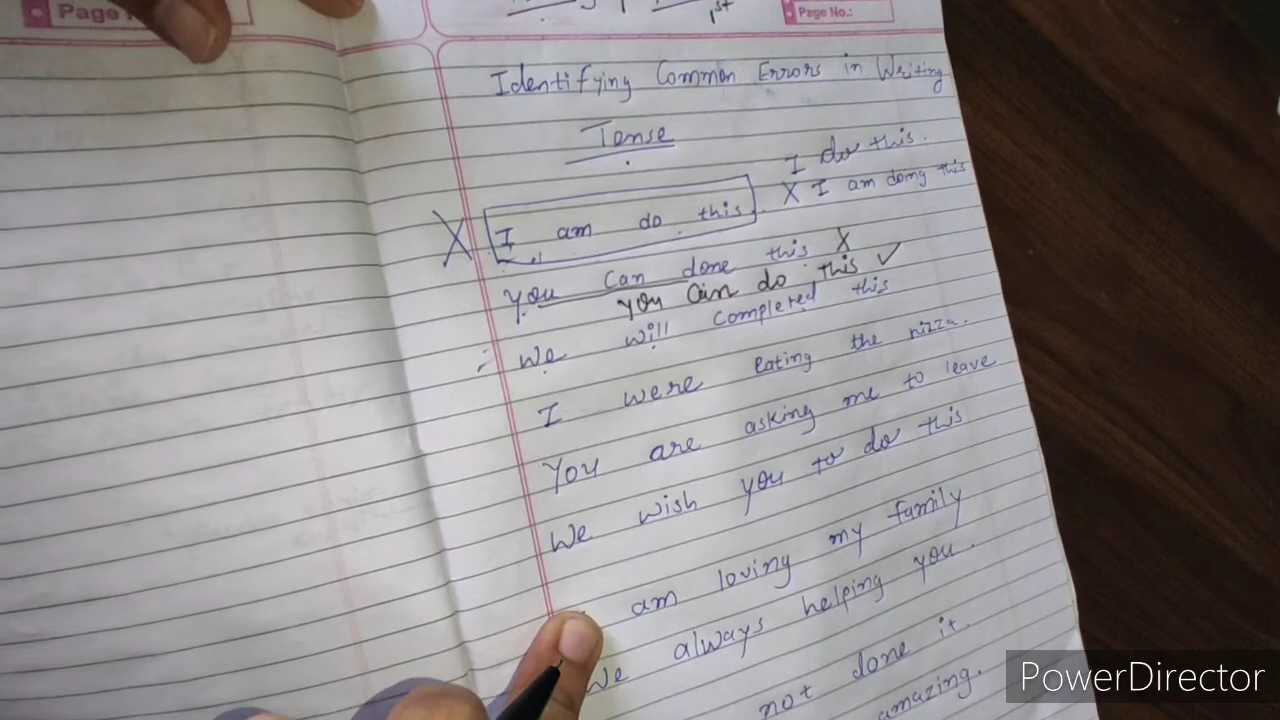 Page N
1st
Page No.:
Identifying Common Errors in Writing
Tense
I do this.
X I am do this. X I am doing this
You can done this X
You can do this ✓
We will completed this
I were eating the pizza.
You are asking me to leave
We wish you to do this
am loving my family
We always helping you.
not done it.
amazing.
PowerDirector